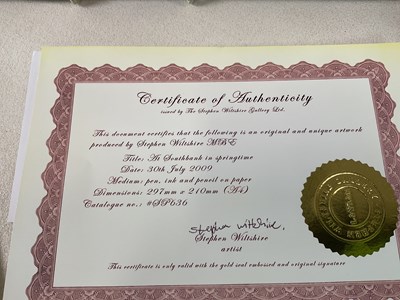 Certificate of Authenticity
issued by The Stephen Wiltshire Gallery Ltd.
This document certifies that the following is an original and unique artwork
produced by Stephen Wiltshire MBE
Title: At Southbank in springtime
Date: 30th July 2009
Medium: pen, ink and pencil on paper
Dimensions: 297mm x 210mm (A4)
Catalogue no.: #SP636
stephen wiltshire.
Stephen Wiltshire
artist
This certificate is only valid with the gold seal embossed and original signature